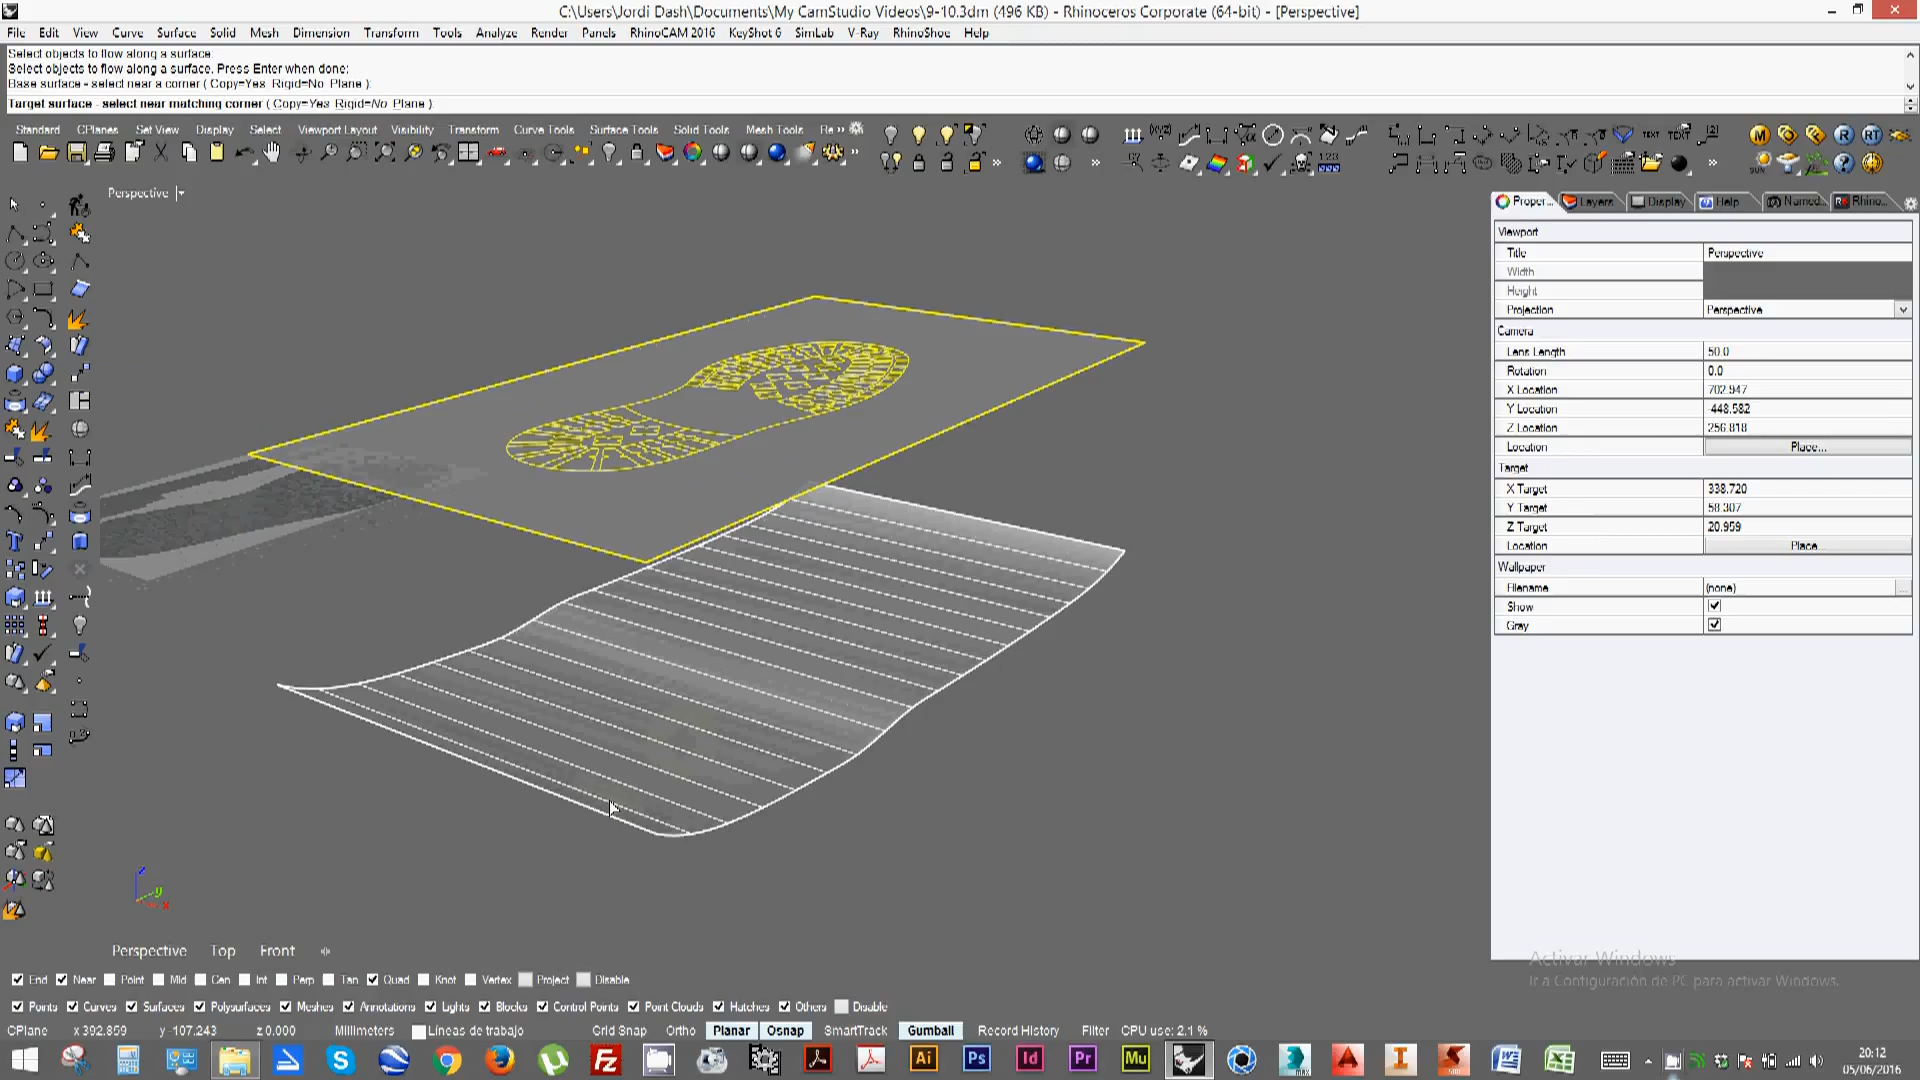 C:\Users\Jordi Dash\Documents\My CamStudio Videos\9-10.3dm (496 KB) - Rhinoceros Corporate (64-bit) - [Perspective]
File Edit View Curve Surface Solid Mesh Dimension Transform Tools Analyze Render Panels RhinoCAM 2016 KeyShot 6 SimLab V-Ray RhinoShoe Help
Select objects to flow along a surface:
Select objects to flow along a surface. Press Enter when done:
Base surface - select near a corner ( Copy=Yes Rigid=No Plane ):
Target surface - select near matching corner ( Copy=Yes Rigid=No Plane ):
Standard CPlanes Set View Display Select Viewport Layout Visibility Transform Curve Tools Surface Tools Solid Tools Mesh Tools Re »
Perspective
Proper... Layers Display Help Named... Rhino...
Viewport
Title Perspective
Width
Height
Projection Perspective
Camera
Lens Length 50.0
Rotation 0.0
X Location 702.947
Y Location -448.582
Z Location 256.818
Location Place...
Target
X Target 338.720
Y Target 58.307
Z Target 20.959
Location Place...
Wallpaper
Filename (none) ...
Show
Gray
Perspective Top Front
Activar Windows
Ir a Configuración de PC para activar Windows.
End Near Point Mid Cen Int Perp Tan Quad Knot Vertex Project Disable
Points Curves Surfaces Polysurfaces Meshes Annotations Lights Blocks Control Points Point Clouds Hatches Others Disable
CPlane x 392.859 y -107.243 z 0.000 Millimeters Líneas de trabajo Grid Snap Ortho Planar Osnap SmartTrack Gumball Record History Filter CPU use: 2.1 %
20:12
05/06/2016